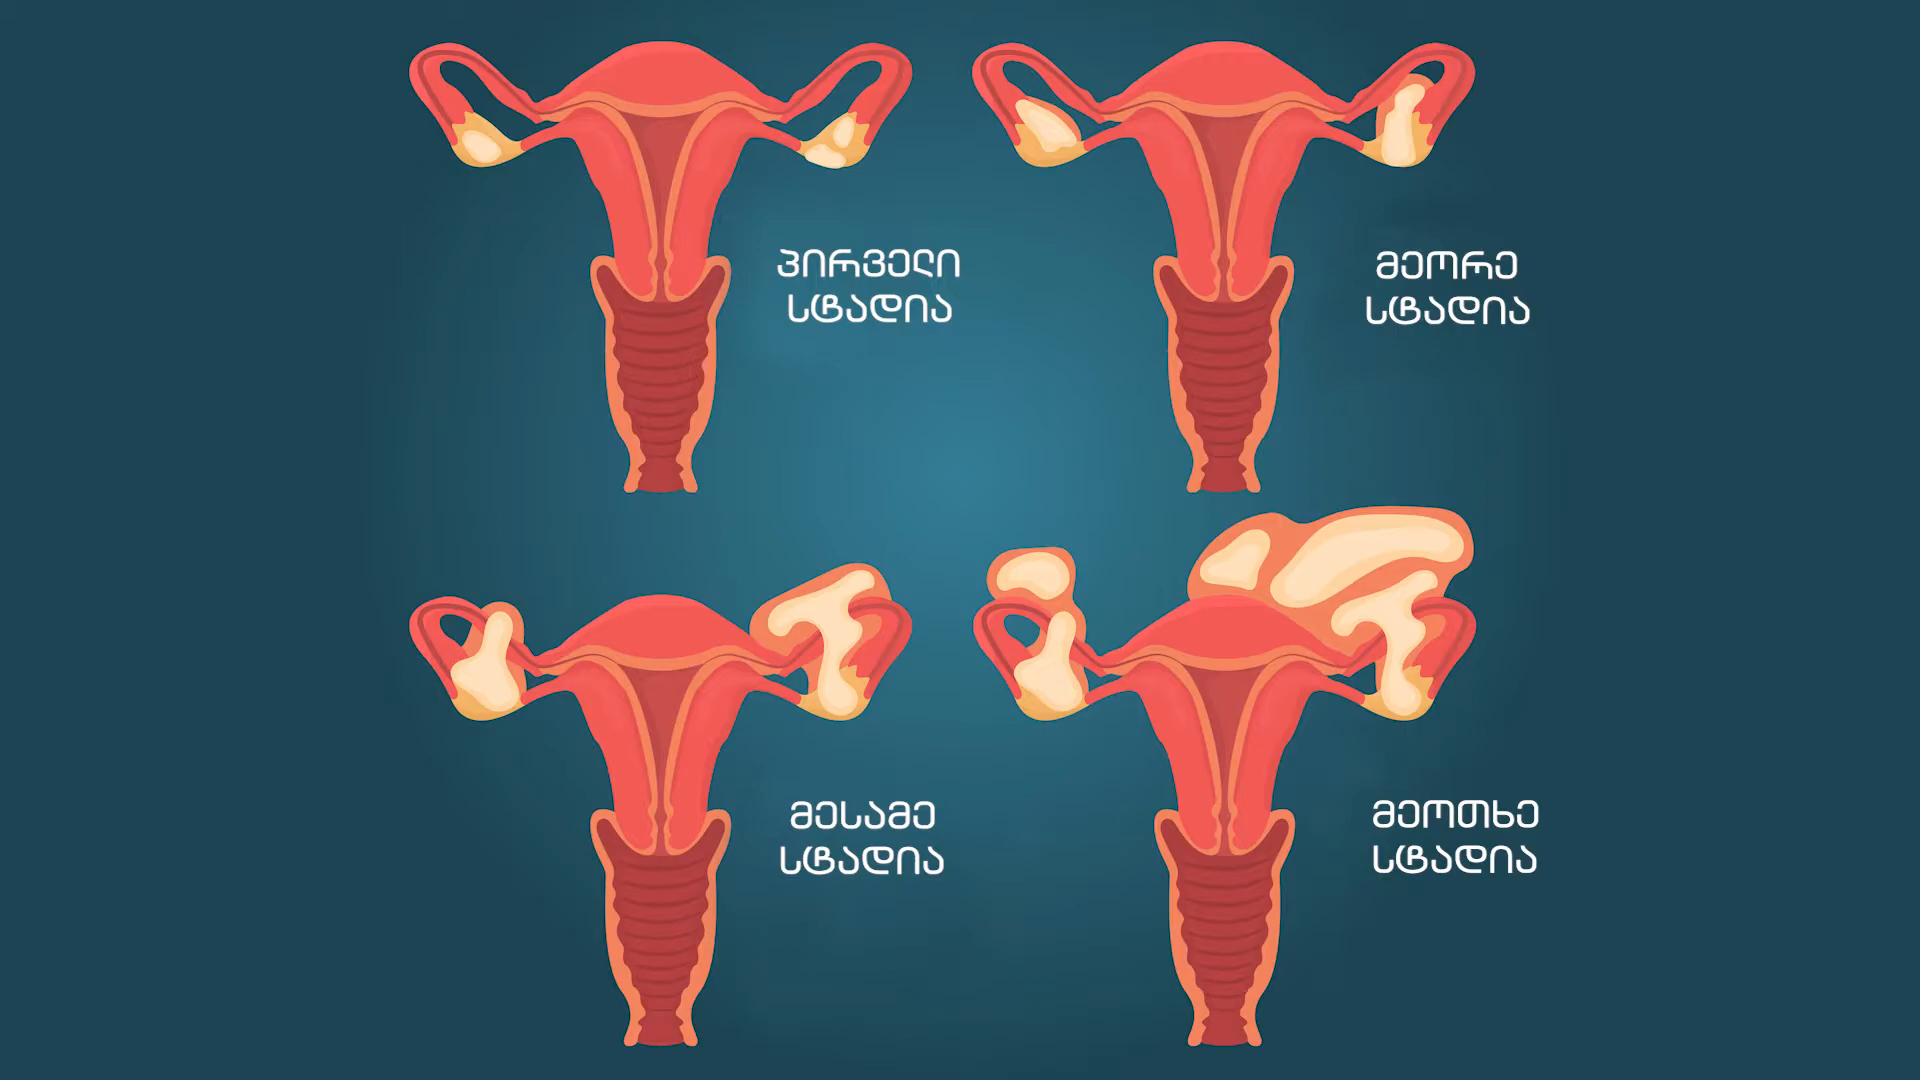 პირველი
სტადია
მეორე
სტადია
მესამე
სტადია
მეოთხე
სტადია